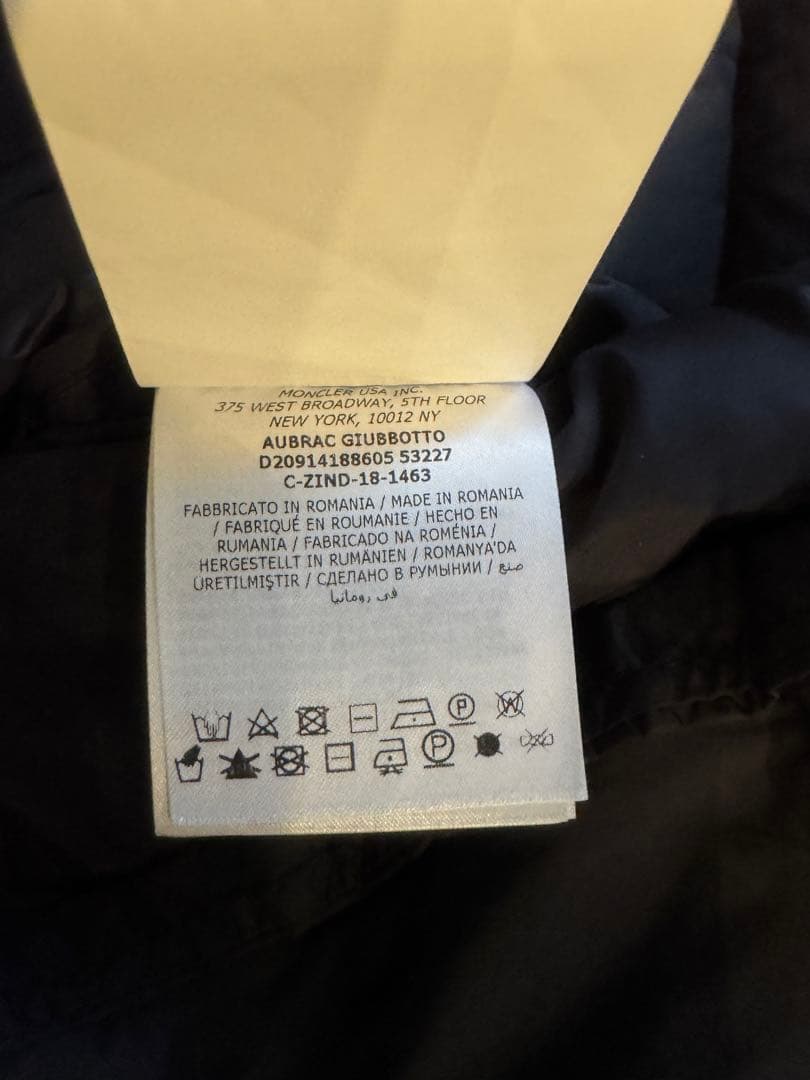 MONCLER USA INC.
375 WEST BROADWAY, 5TH FLOOR
NEW YORK, 10012 NY
AUBRAC GIUBBOTTO
D20914188605 53227
C-ZIND-18-1463
FABBRICATO IN ROMANIA / MADE IN ROMANIA
/ FABRIQUÉ EN ROUMANIE / HECHO EN
RUMANIA / FABRICADO NA ROMÉNIA /
HERGESTELLT IN RUMÄNIEN / ROMANYA'DA
ÜRETILMIŞTIR / СДЕЛАНО В РУМЫНИИ / صنع
في رومانيا
P W
P